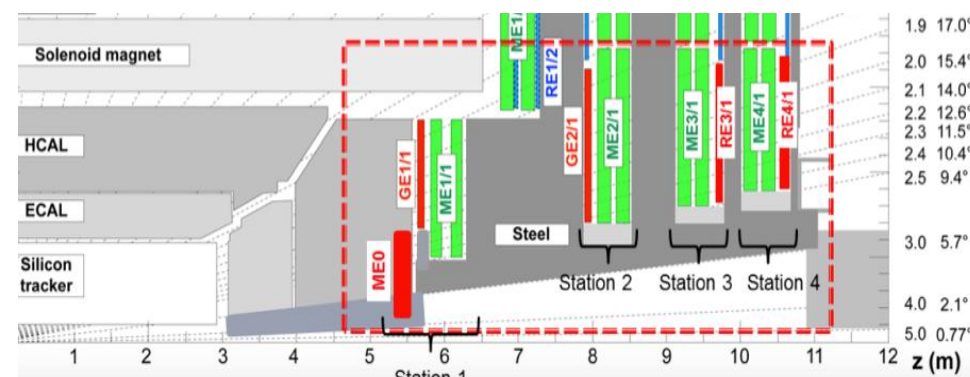 Solenoid magnet
HCAL
ECAL
Silicon
tracker
ME0
GE1/1
ME1/1
ME1/
RE1/2
GE2/1
ME2/1
ME3/1
RE3/1
ME4/1
RE4/1
Steel
Station 2
Station 3
Station 4
Station 1
1.9 17.0°
2.0 15.4°
2.1 14.0°
2.2 12.6°
2.3 11.5°
2.4 10.4°
2.5 9.4°
3.0 5.7°
4.0 2.1°
5.0 0.77°
1 2 3 4 5 6 7 8 9 10 11 12 z (m)